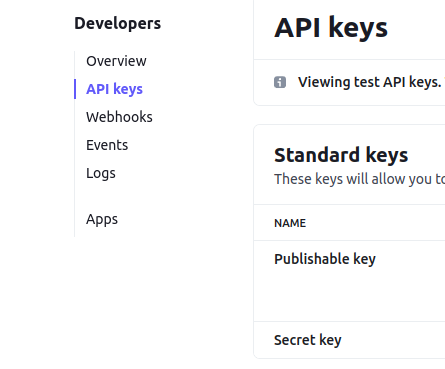 Developers
Overview
API keys
Webhooks
Events
Logs
Apps
API keys
Viewing test API keys.
Standard keys
These keys will allow you to
NAME
Publishable key
Secret key